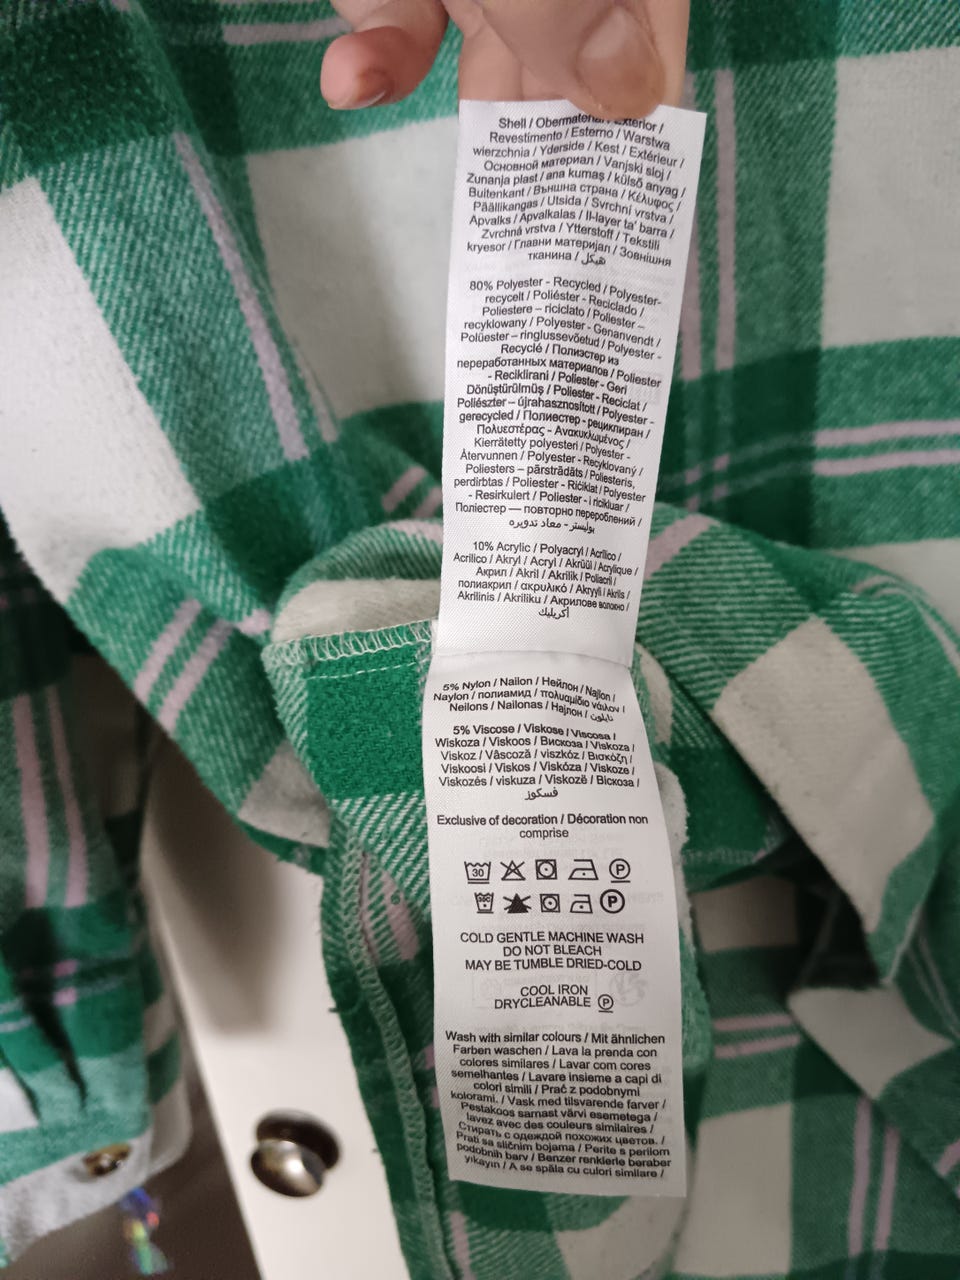 Shell / Obermaterial / Exterior /
Revestimento / Esterno / Warstwa
wierzchnia / Yderside / Kest / Extérieur /
Основной материал / Vanjski sloj /
Zunanja plast / ana kumaş / külső anyag /
Buitenkant / Външна страна / Κέλυφος /
Päällikangas / Utsida / Svrchní vrstva /
Apvalks / Apvalkalas / Il-layer ta' barra /
Zvrchná vrstva / Ytterstoff / Tekstili
kryesor / Главни материјал / Зовнішня
тканина / هيكل
80% Polyester - Recycled / Polyester-
recycelt / Poliéster - Reciclado /
Poliestere – riciclato / Poliester –
recyklowany / Polyester - Genanvendt /
Polüester – ringlussevõetud / Polyester -
Recyclé / Полиэстер из
переработанных материалов / Poliester
- Reciklirani / Poliester - Geri
Dönüştürülmüş / Poliester - Reciclat /
Poliészter – újrahasznosított / Polyester -
gerecycled / Полиестер - рециклиран /
Πολυεστέρας - Ανακυκλωμένος /
Kierrätetty polyesteri / Polyester -
Återvunnen / Polyester - Recyklovaný /
Poliesters – pārstrādāts / Poliesteris,
perdirbtas / Poliester - Riċiklat / Polyester
- Resirkulert / Poliester - i ricikluar /
Поліестер — повторно перероблений /
بوليستر - معاد تدويره
10% Acrylic / Polyacryl / Acrílico /
Acrilico / Akryl / Acryl / Akrüül / Acrylique /
Акрил / Akril / Akrilik / Poliacril /
полиакрил / ακρυλικό / Akryyli / Akrils /
Akrilinis / Akriliku / Акрилове волокно /
أكريليك
5% Nylon / Nailon / Нейлон / Najlon /
Naylon / полиамид / πολυαμίδιο νάυλον /
Neilons / Nailonas / Најлон / نايلون
5% Viscose / Viskose / Viscosa /
Wiskoza / Viskoos / Вискоза / Viskoza /
Viskoz / Vâscoză / viszkóz / Βισκόζη /
Viskoosi / Viskos / Viskóza / Viskoze /
Viskozés / viskuza / Viskozë / Віскоза /
فسكوز
Exclusive of decoration / Décoration non
comprise
30 P
P
COLD GENTLE MACHINE WASH
DO NOT BLEACH
MAY BE TUMBLE DRIED-COLD
COOL IRON
DRYCLEANABLE P
Wash with similar colours / Mit ähnlichen
Farben waschen / Lava la prenda con
colores similares / Lavar com cores
semelhantes / Lavare insieme a capi di
colori simili / Prać z podobnymi
kolorami. / Vask med tilsvarende farver /
Pestakoos samast värvi esemetega /
lavez avec des couleurs similaires /
Стирать с одеждой похожих цветов. /
Prati sa sličnim bojama / Perite s perilom
podobnih barv / Benzer renklerle beraber
yıkayın / A se spăla cu culori similare /